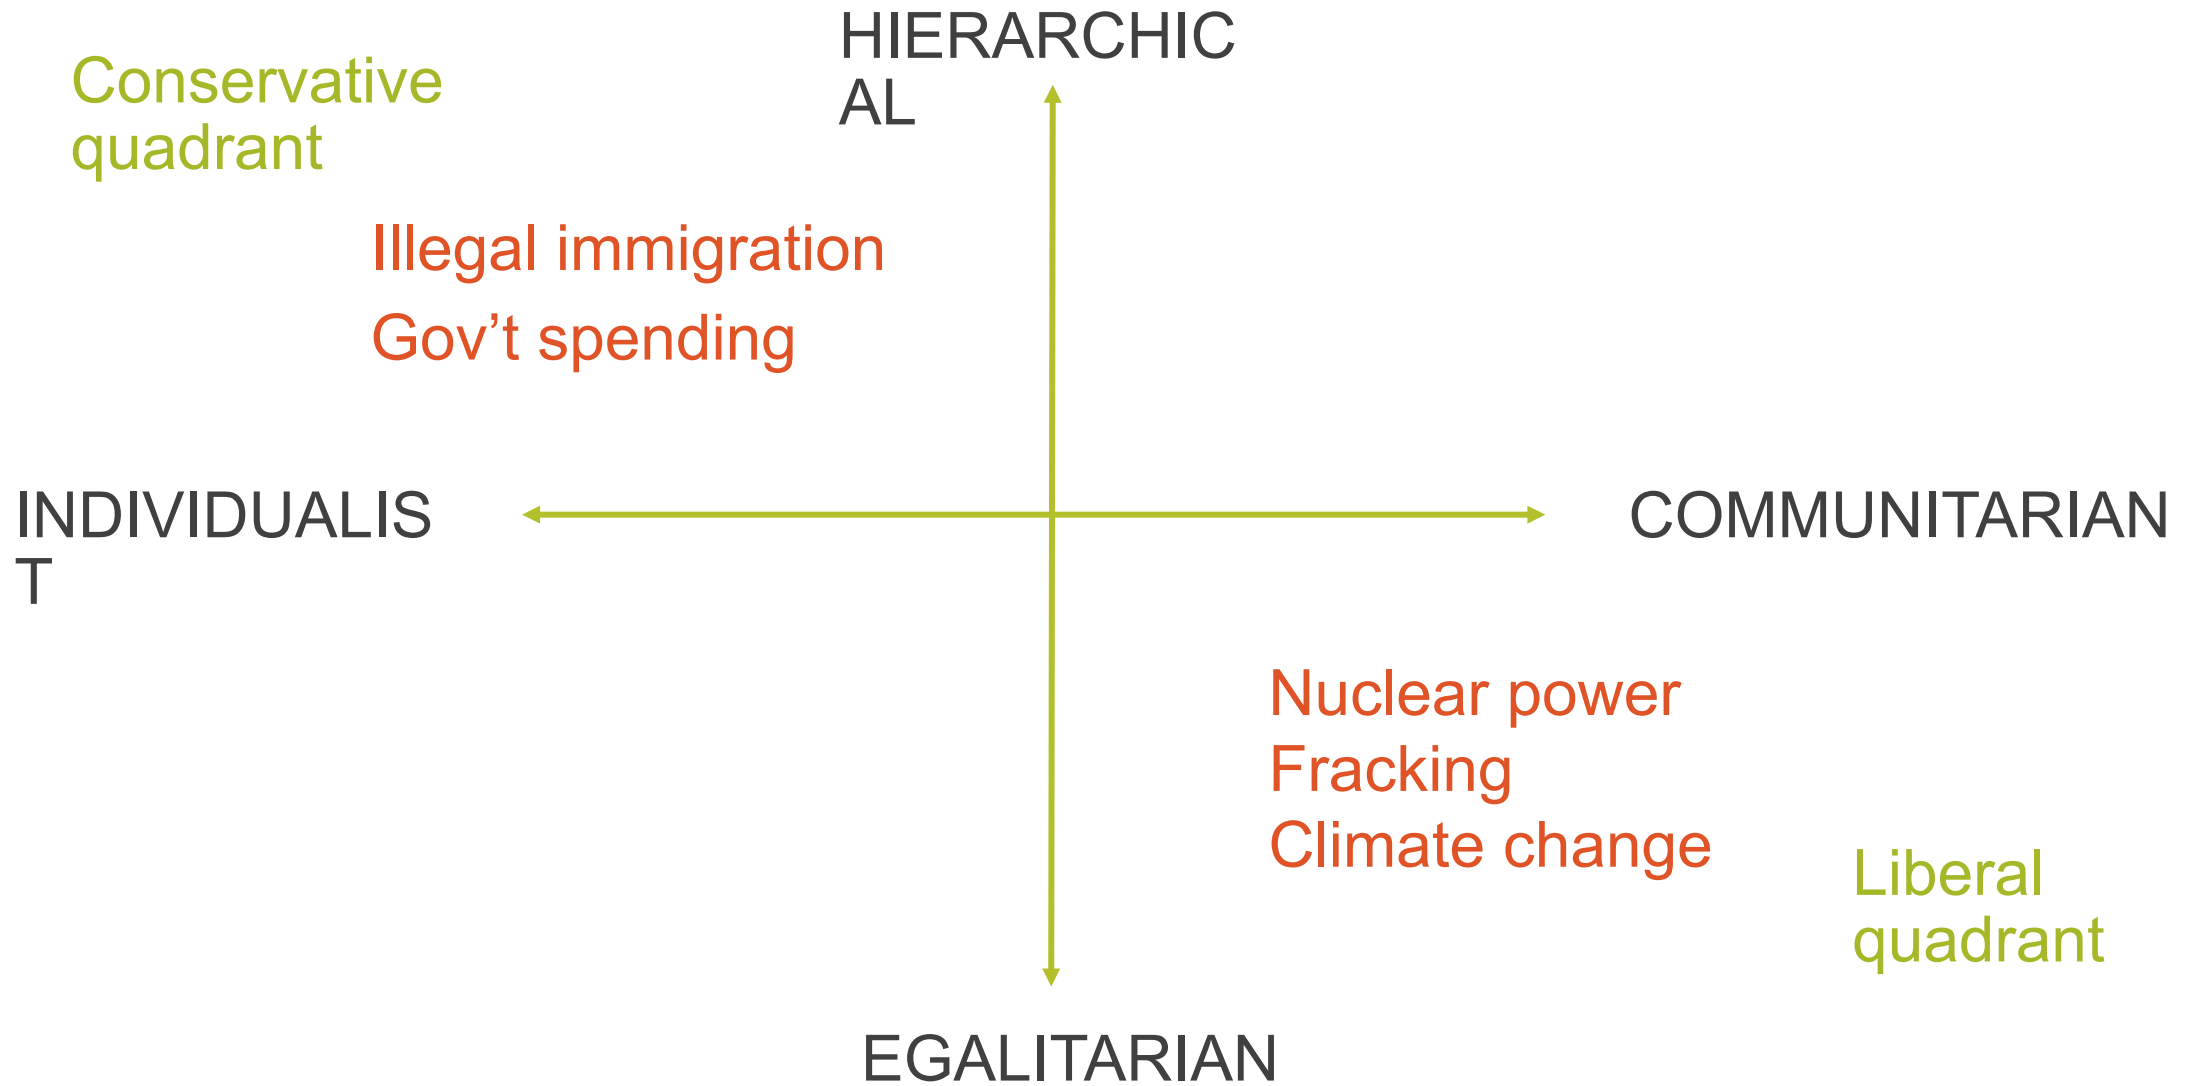 HIERARCHIC
AL
Conservative
quadrant
Illegal immigration
Gov’t spending
INDIVIDUALIS
T
COMMUNITARIAN
Nuclear power
Fracking
Climate change
Liberal
quadrant
EGALITARIAN